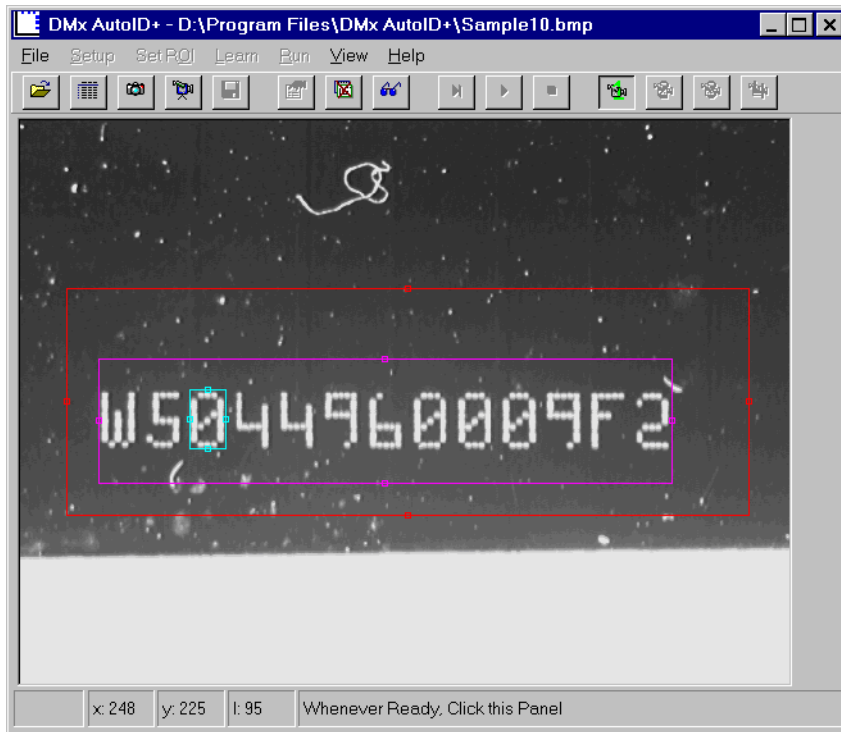 DMx AutoID+ - D:\Program Files\DMx AutoID+\Sample10.bmp
File Setup Set ROI Learn Run View Help
WS044960009F2
x: 248 y: 225 I: 95 Whenever Ready, Click this Panel